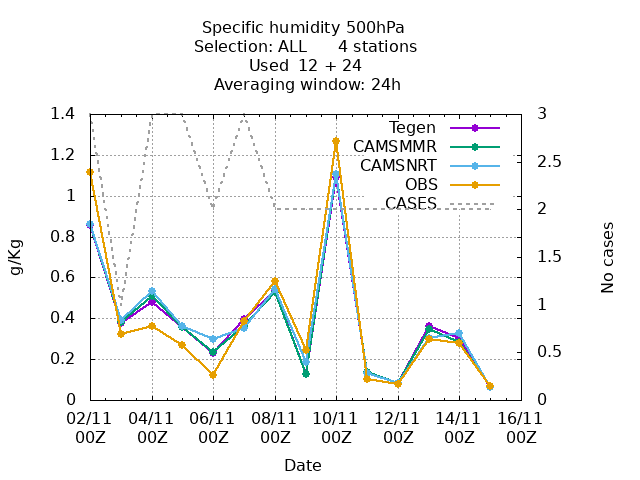 Specific humidity 500hPa
Selection: ALL 4 stations
Used 12 + 24
Averaging window: 24h
g/Kg
1.4
1.2
1
0.8
0.6
0.4
0.2
0
Tegen
CAMSMMR
CAMSNRT
OBS
CASES
3
2.5
2
1.5
1
0.5
0
No cases
02/11 04/11 06/11 08/11 10/11 12/11 14/11 16/11
00Z 00Z 00Z 00Z 00Z 00Z 00Z 00Z
Date